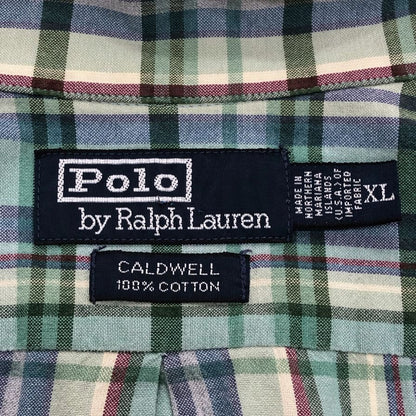 Polo
by Ralph Lauren
MADE IN
NORTHERN
MARIANA
ISLANDS
(U.S.A.) OF
IMPORTED
FABRIC
XL
CALDWELL
100% COTTON